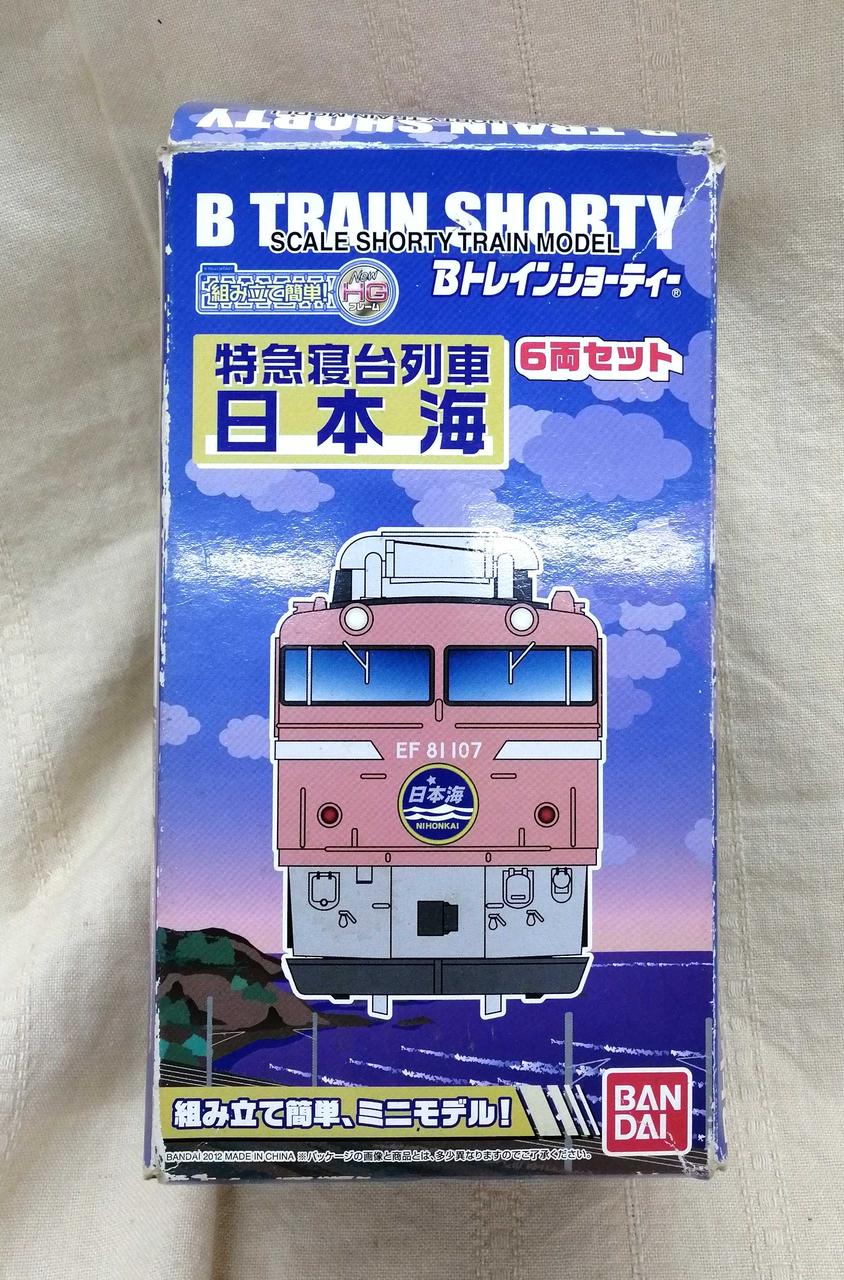 B TRAIN SHORTY
B TRAIN SHORTY
SCALE SHORTY TRAIN MODEL
Bトレインショーティー®
組み立て簡単!
New
HG
フレーム
特急寝台列車
日本海
6両セット
EF 81 107
日本海
NIHONKAI
組み立て簡単、ミニモデル!
BAN
DAI
BANDAI 2012 MADE IN CHINA ※パッケージの画像と商品とは、多少異なりますのでご了承ください。